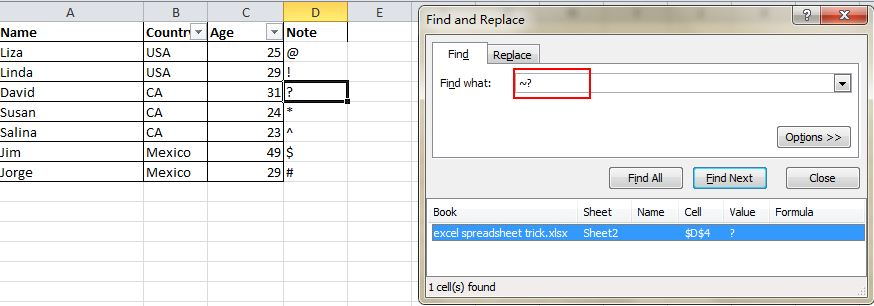 A B C D E
Name Country Age Note
Liza USA 25 @
Linda USA 29 !
David CA 31 ?
Susan CA 24 *
Salina CA 23 ^
Jim Mexico 49 $
Jorge Mexico 29 #
Find and Replace
Find Replace
Find what: ~?
Options >>
Find All Find Next Close
Book Sheet Name Cell Value Formula
excel spreadsheet trick.xlsx Sheet2 $D$4 ?
1 cell(s) found